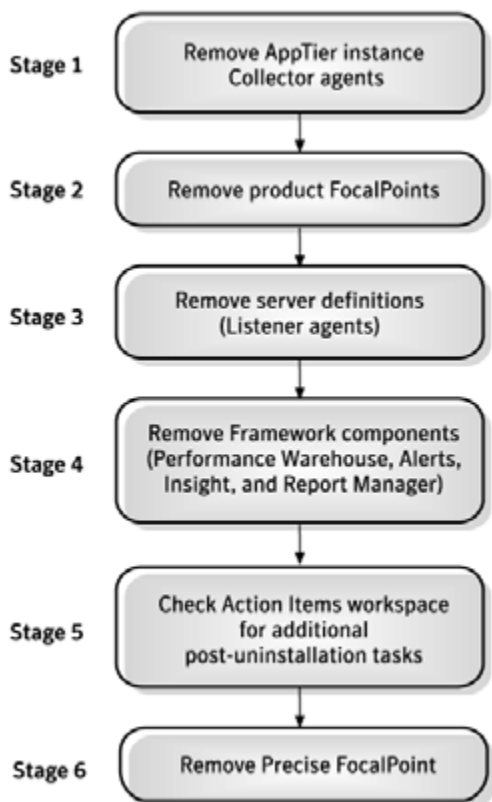 Stage 1
Remove AppTier instance
Collector agents
Stage 2
Remove product FocalPoints
Stage 3
Remove server definitions
(Listener agents)
Stage 4
Remove Framework components
(Performance Warehouse, Alerts,
Insight, and Report Manager)
Stage 5
Check Action Items workspace
for additional
post-uninstallation tasks
Stage 6
Remove Precise FocalPoint